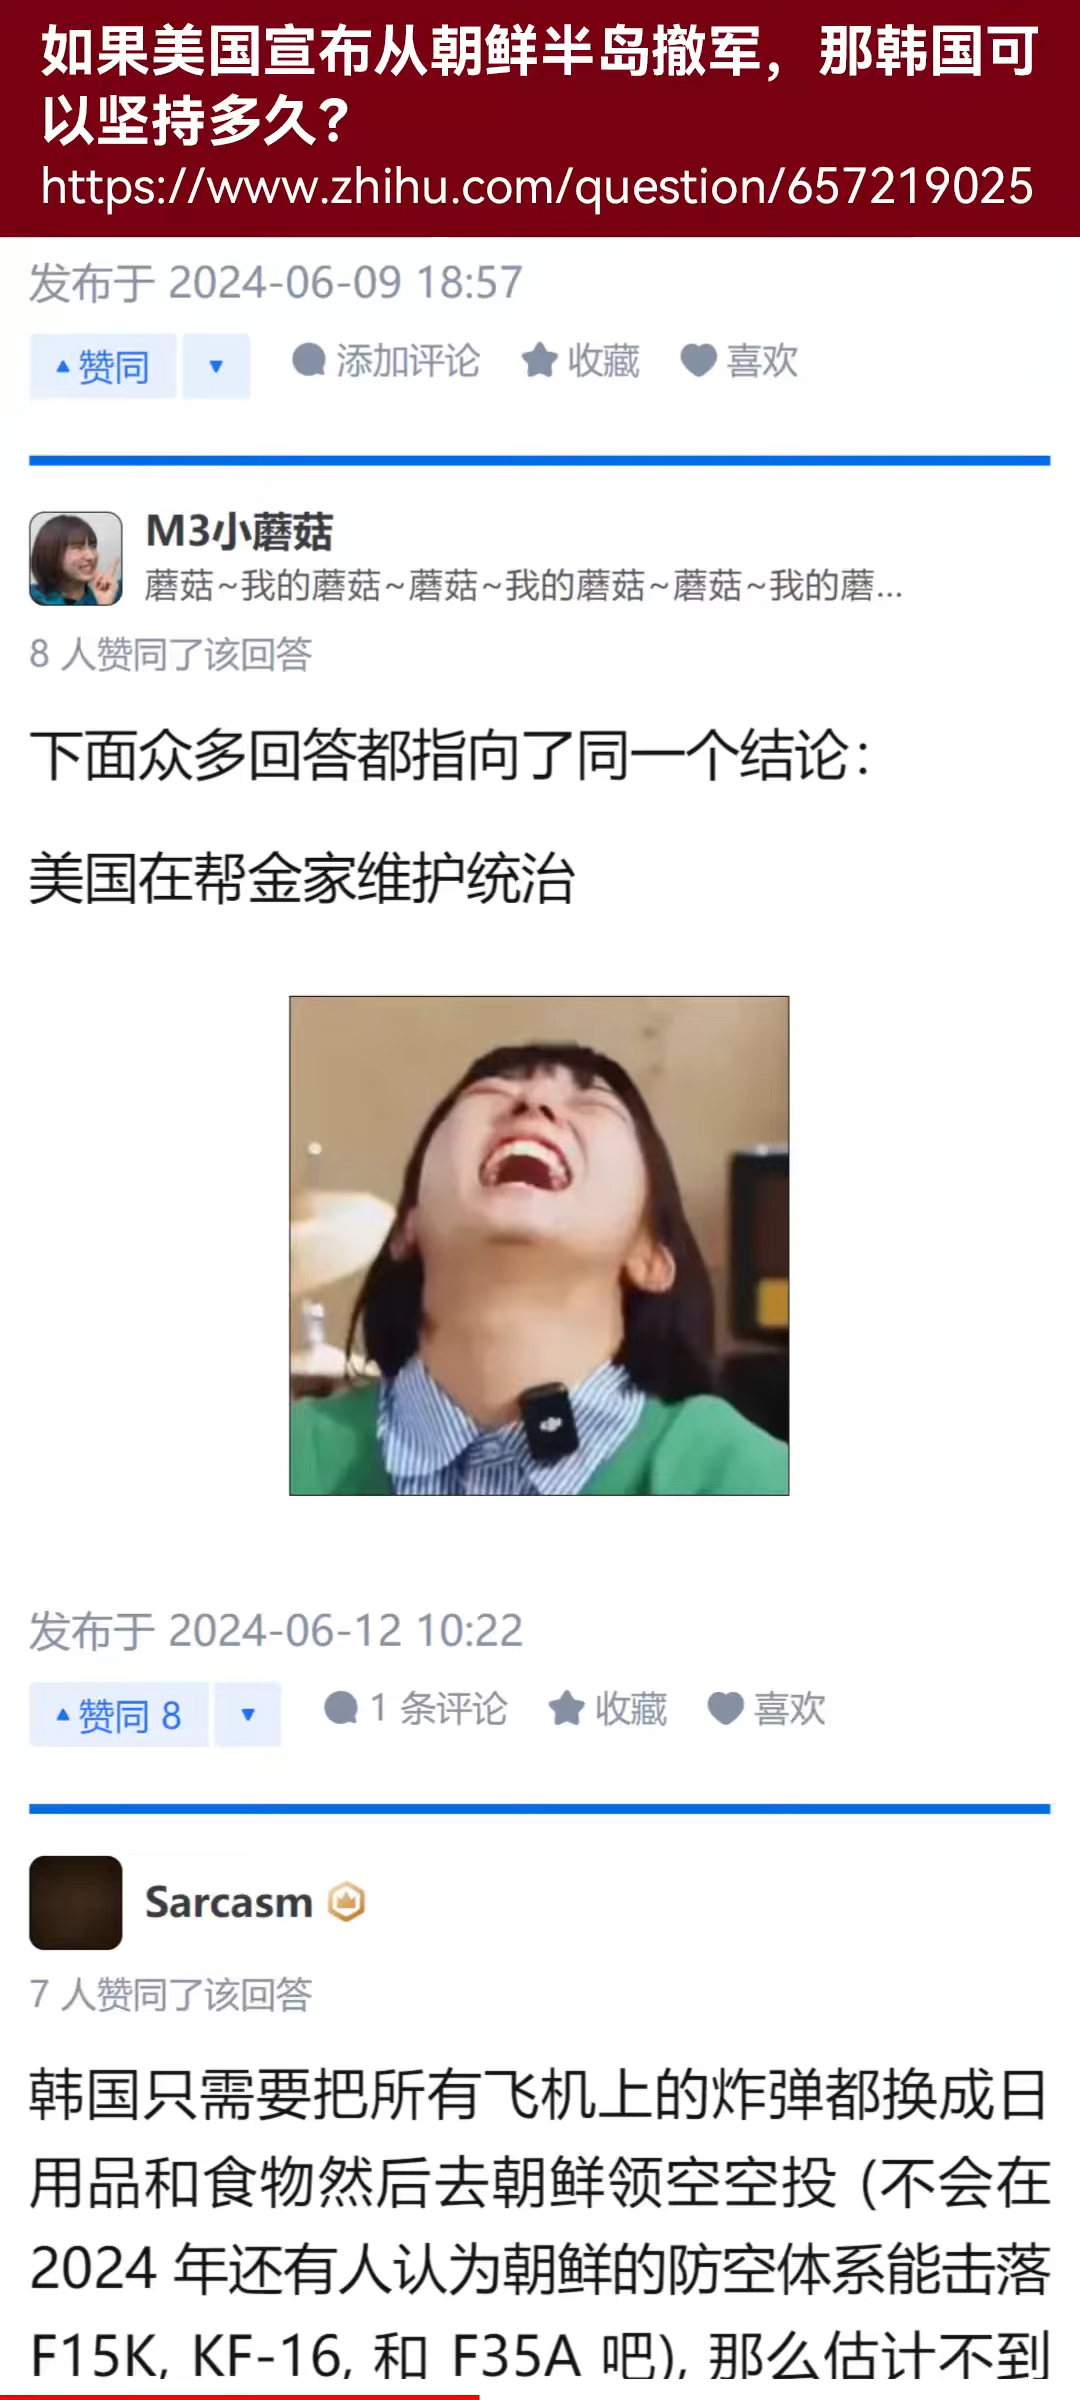 如果美国宣布从朝鲜半岛撤军，那韩国可
以坚持多久？
https://www.zhihu.com/question/657219025
发布于 2024-06-09 18:57
赞同
添加评论
收藏
喜欢
M3小蘑菇
蘑菇~我的蘑菇~蘑菇~我的蘑菇~蘑菇~我的蘑...
8 人赞同了该回答
下面众多回答都指向了同一个结论：
美国在帮金家维护统治
发布于 2024-06-12 10:22
赞同 8
1 条评论
收藏
喜欢
Sarcasm
7 人赞同了该回答
韩国只需要把所有飞机上的炸弹都换成日
用品和食物然后去朝鲜领空空投 (不会在
2024 年还有人认为朝鲜的防空体系能击落
F15K, KF-16, 和 F35A 吧), 那么估计不到